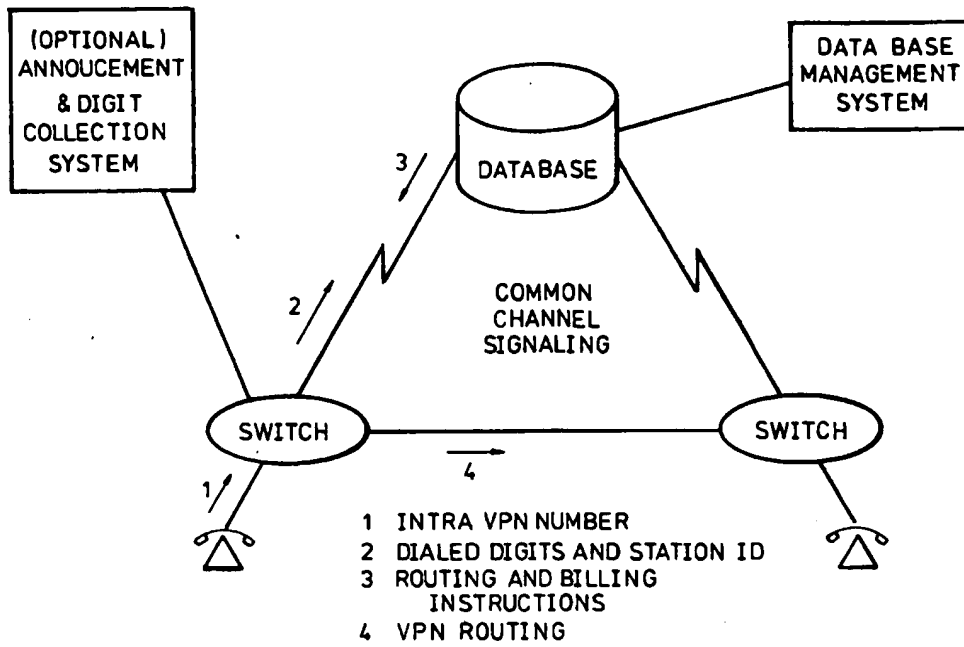 (OPTIONAL)
ANNOUCEMENT
& DIGIT
COLLECTION
SYSTEM
DATA BASE
MANAGEMENT
SYSTEM
DATABASE
3
2
COMMON
CHANNEL
SIGNALING
SWITCH
SWITCH
4
1
1 INTRA VPN NUMBER
2 DIALED DIGITS AND STATION ID
3 ROUTING AND BILLING
INSTRUCTIONS
4 VPN ROUTING